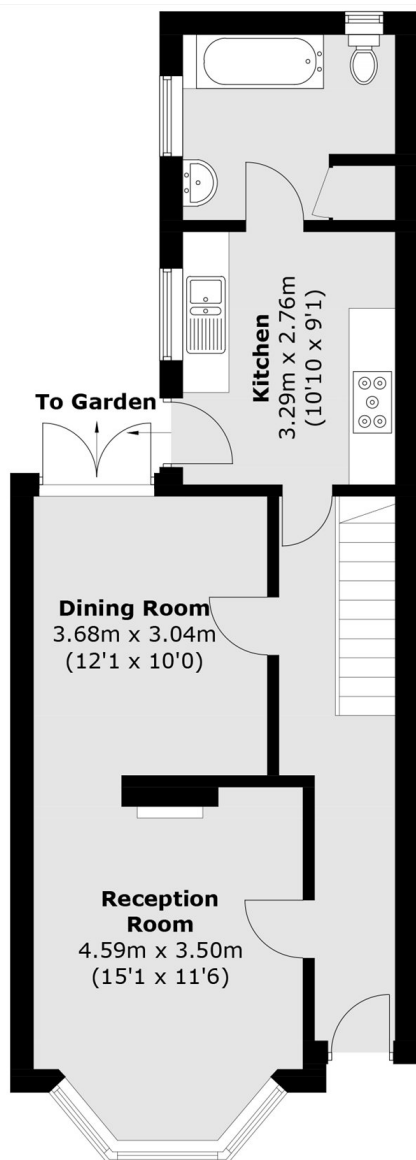 Kitchen
3.29m x 2.76m
(10'10 x 9'1)
To Garden
Dining Room
3.68m x 3.04m
(12'1 x 10'0)
Reception
Room
4.59m x 3.50m
(15'1 x 11'6)